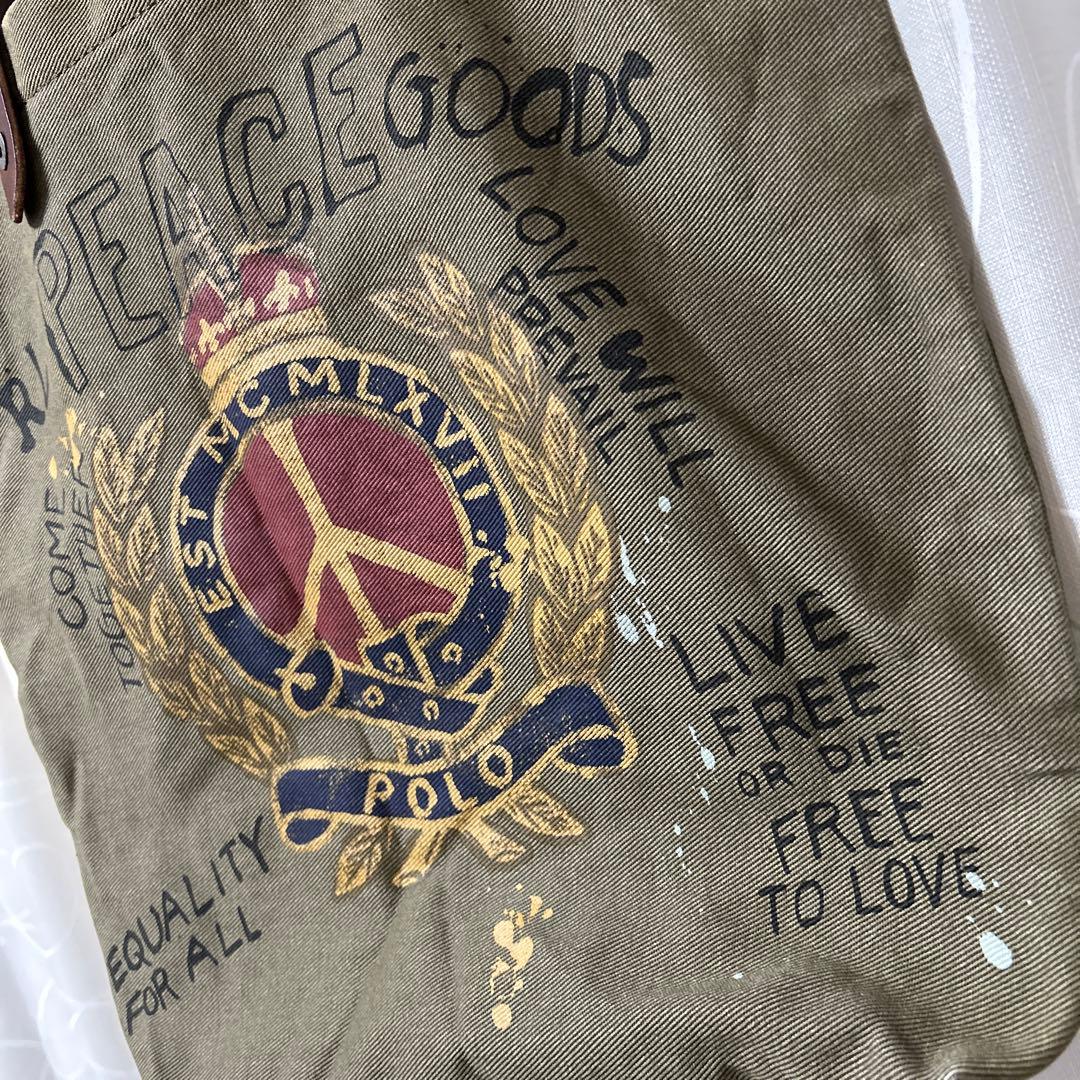 R/
PEACE
GOODS
LOVE WILL
PREVAIL
EST MCMLXVII
COME
TOGETHER
POLO
LIVE
FREE
OR DIE
FREE
TO LOVE
EQUALITY
FOR ALL